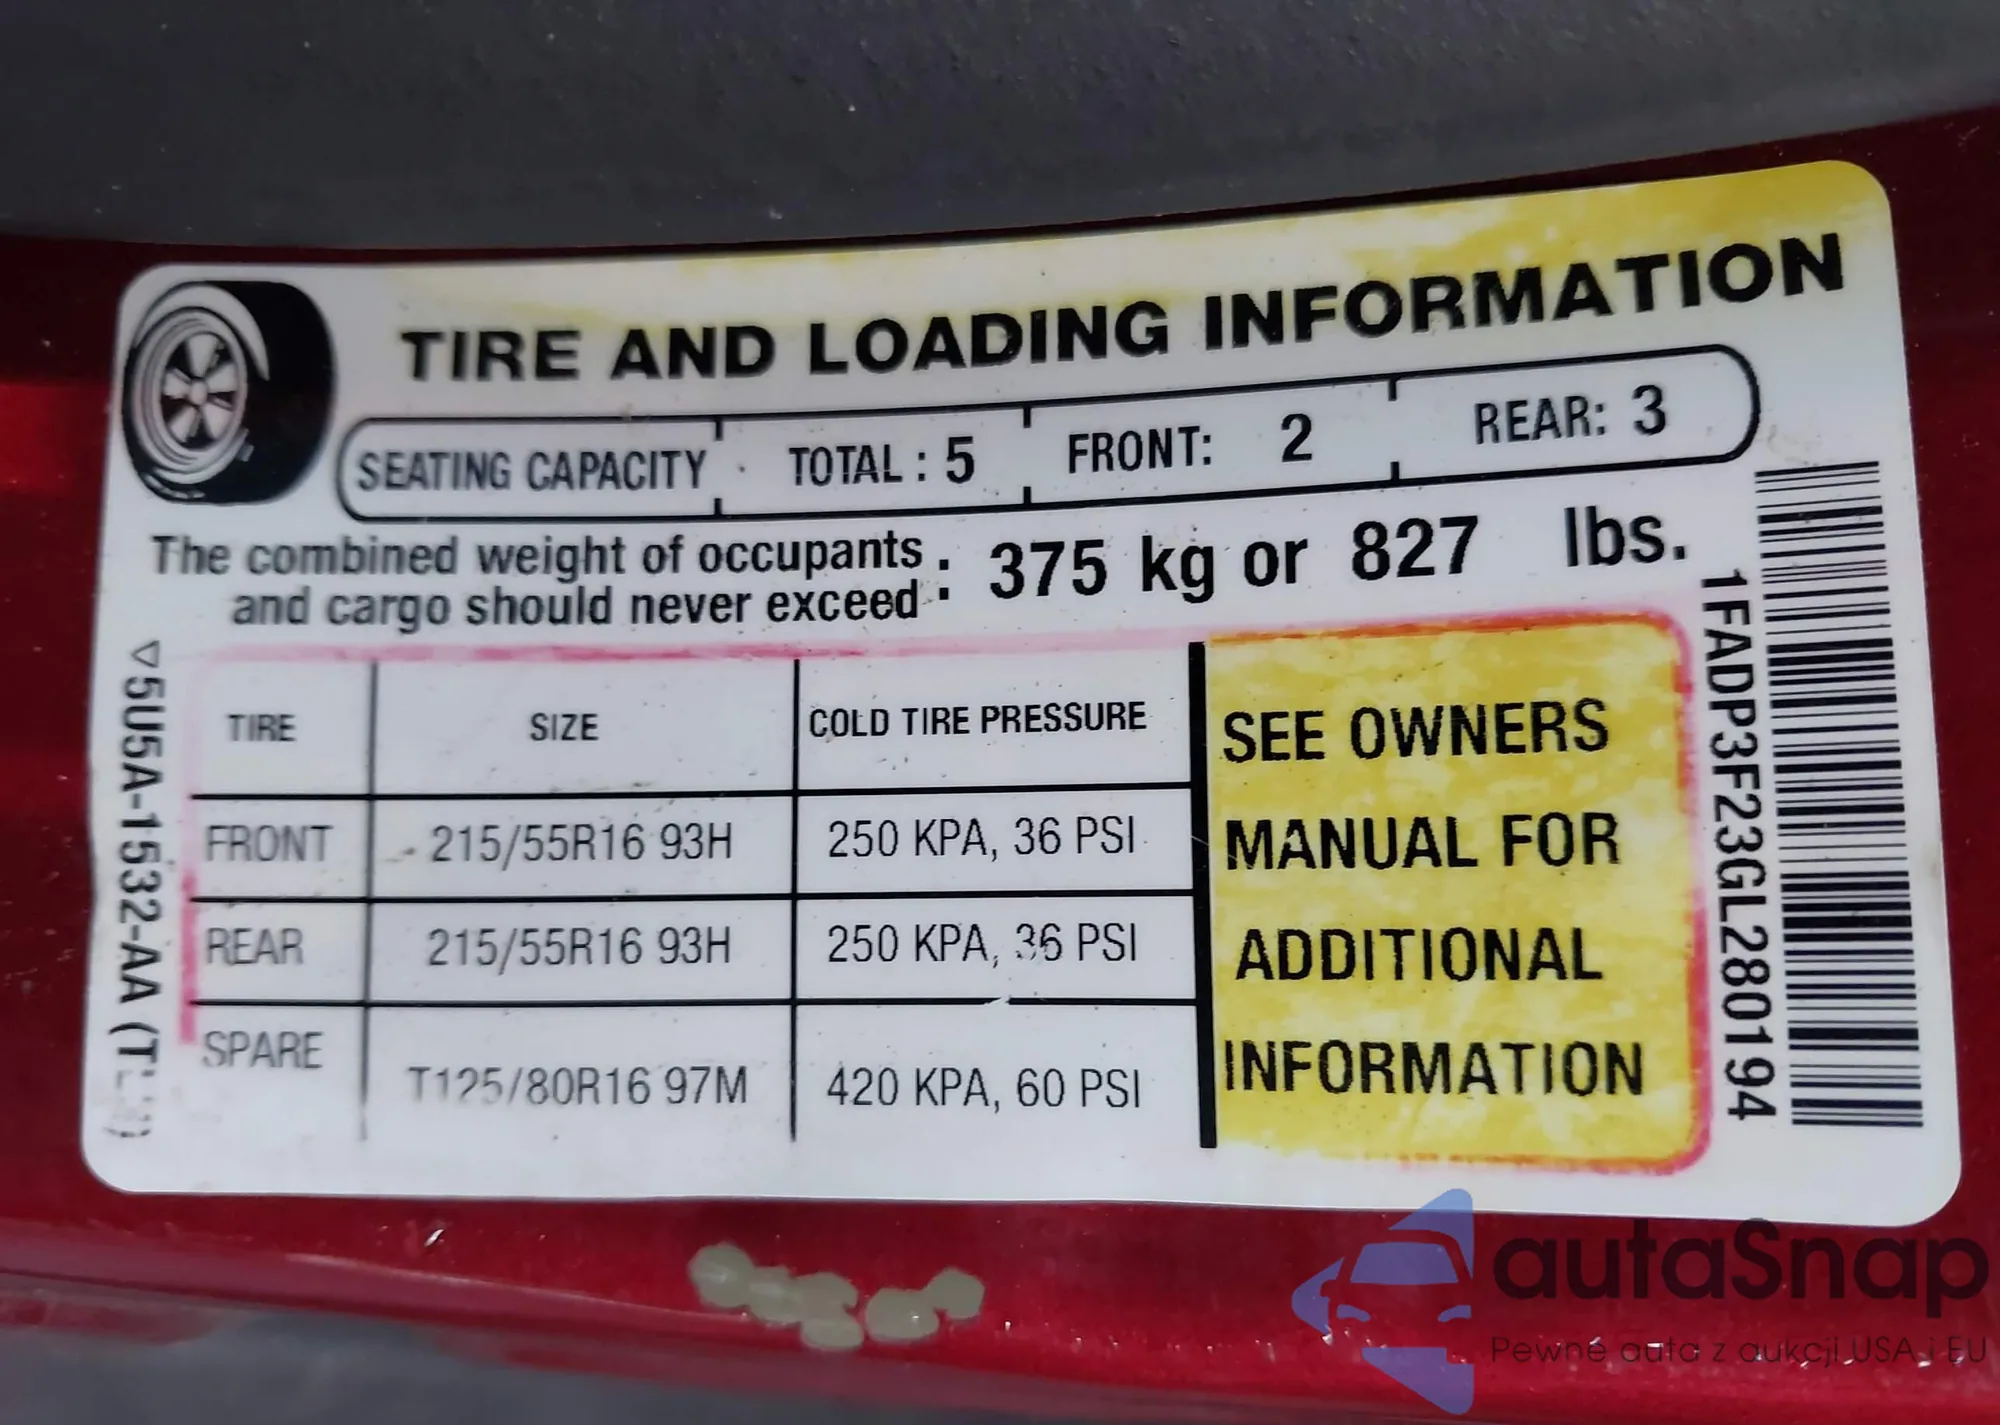 TIRE AND LOADING INFORMATION
SEATING CAPACITY TOTAL : 5 FRONT: 2 REAR: 3
The combined weight of occupants
and cargo should never exceed : 375 kg or 827 lbs.
TIRE SIZE COLD TIRE PRESSURE
FRONT 215/55R16 93H 250 KPA, 36 PSI
REAR 215/55R16 93H 250 KPA, 36 PSI
SPARE T125/80R16 97M 420 KPA, 60 PSI
SEE OWNERS
MANUAL FOR
ADDITIONAL
INFORMATION
5U5A-1532-AA
1FADP3F23GL280194
autaSnap
Pewne auta z aukcji USA i EU